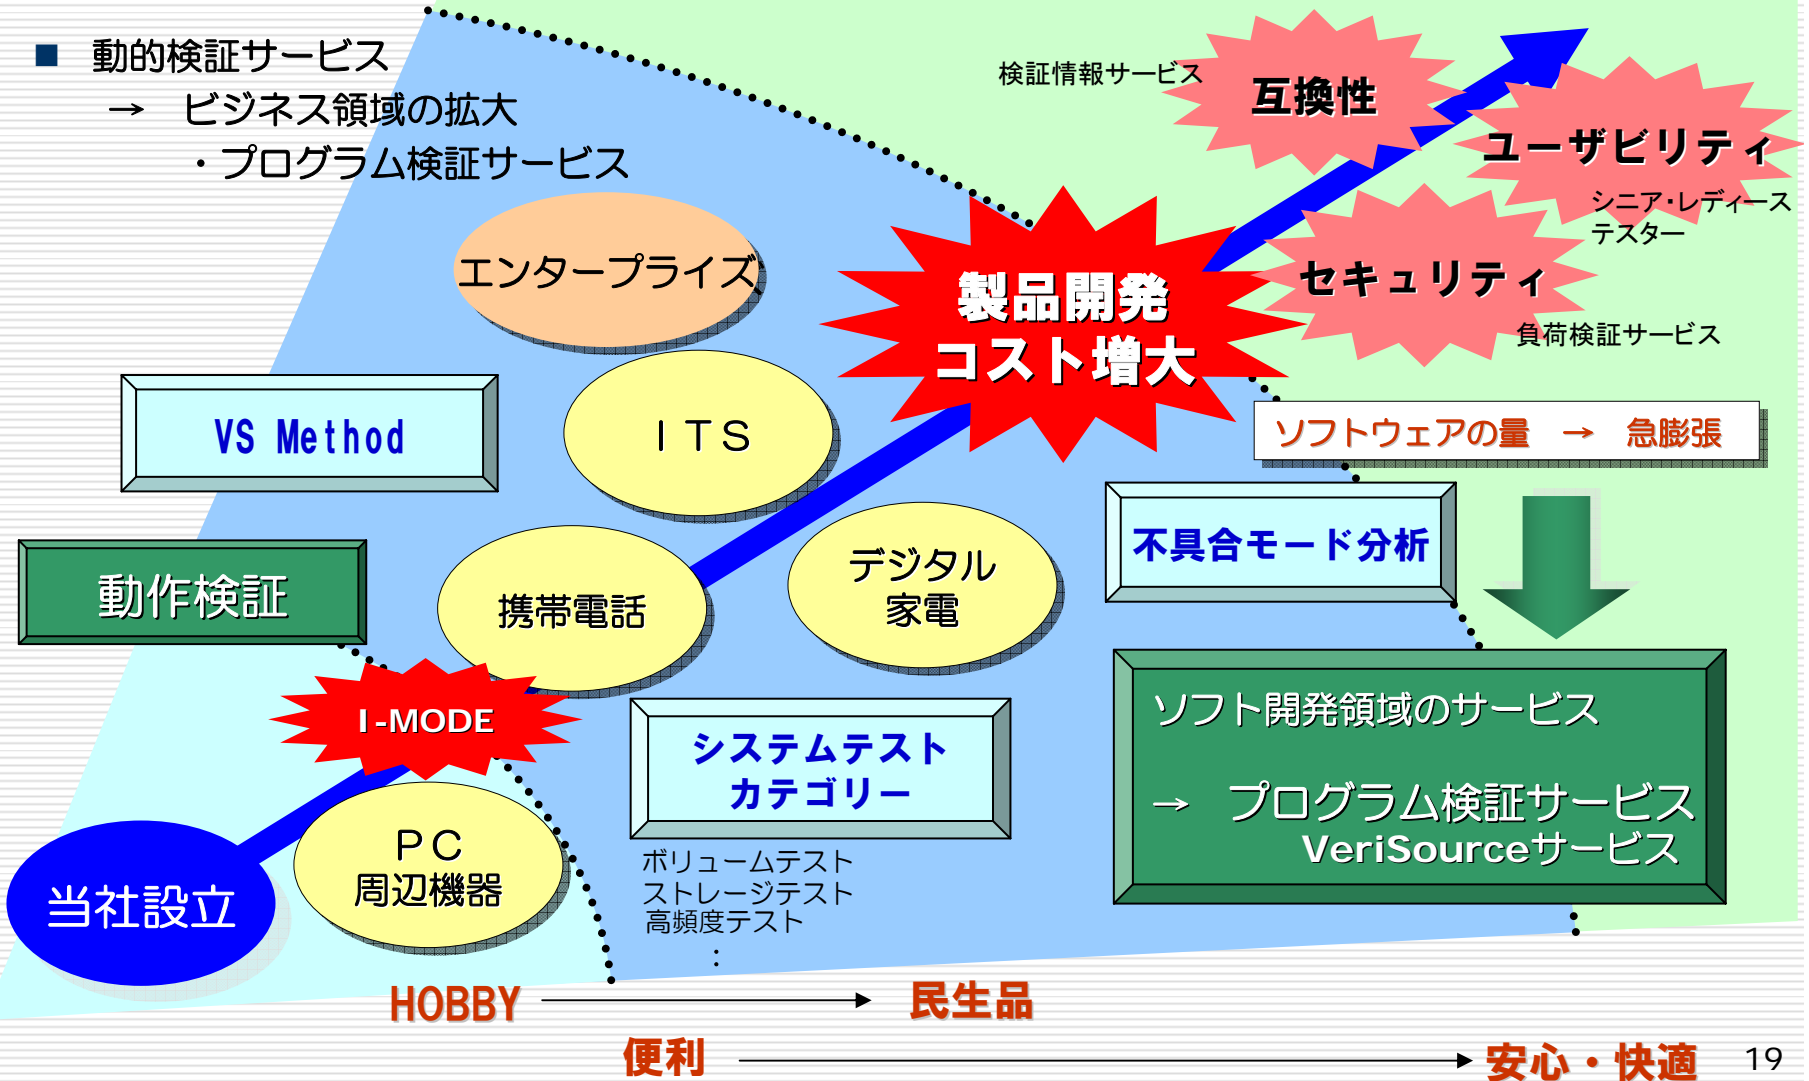 ■ 動的検証サービス
→ ビジネス領域の拡大
・プログラム検証サービス
検証情報サービス
互換性
ユーザビリティ
シニア・レディース
テスター
セキュリティ
負荷検証サービス
エンタープライズ
製品開発
コスト増大
VS Method
ITS
ソフトウェアの量 → 急膨張
不具合モード分析
動作検証
携帯電話
デジタル
家電
I-MODE
システムテスト
カテゴリー
ソフト開発領域のサービス
→ プログラム検証サービス
VeriSourceサービス
PC
周辺機器
当社設立
ボリュームテスト
ストレージテスト
高頻度テスト
：
HOBBY → 民生品
便利 → 安心・快適
19